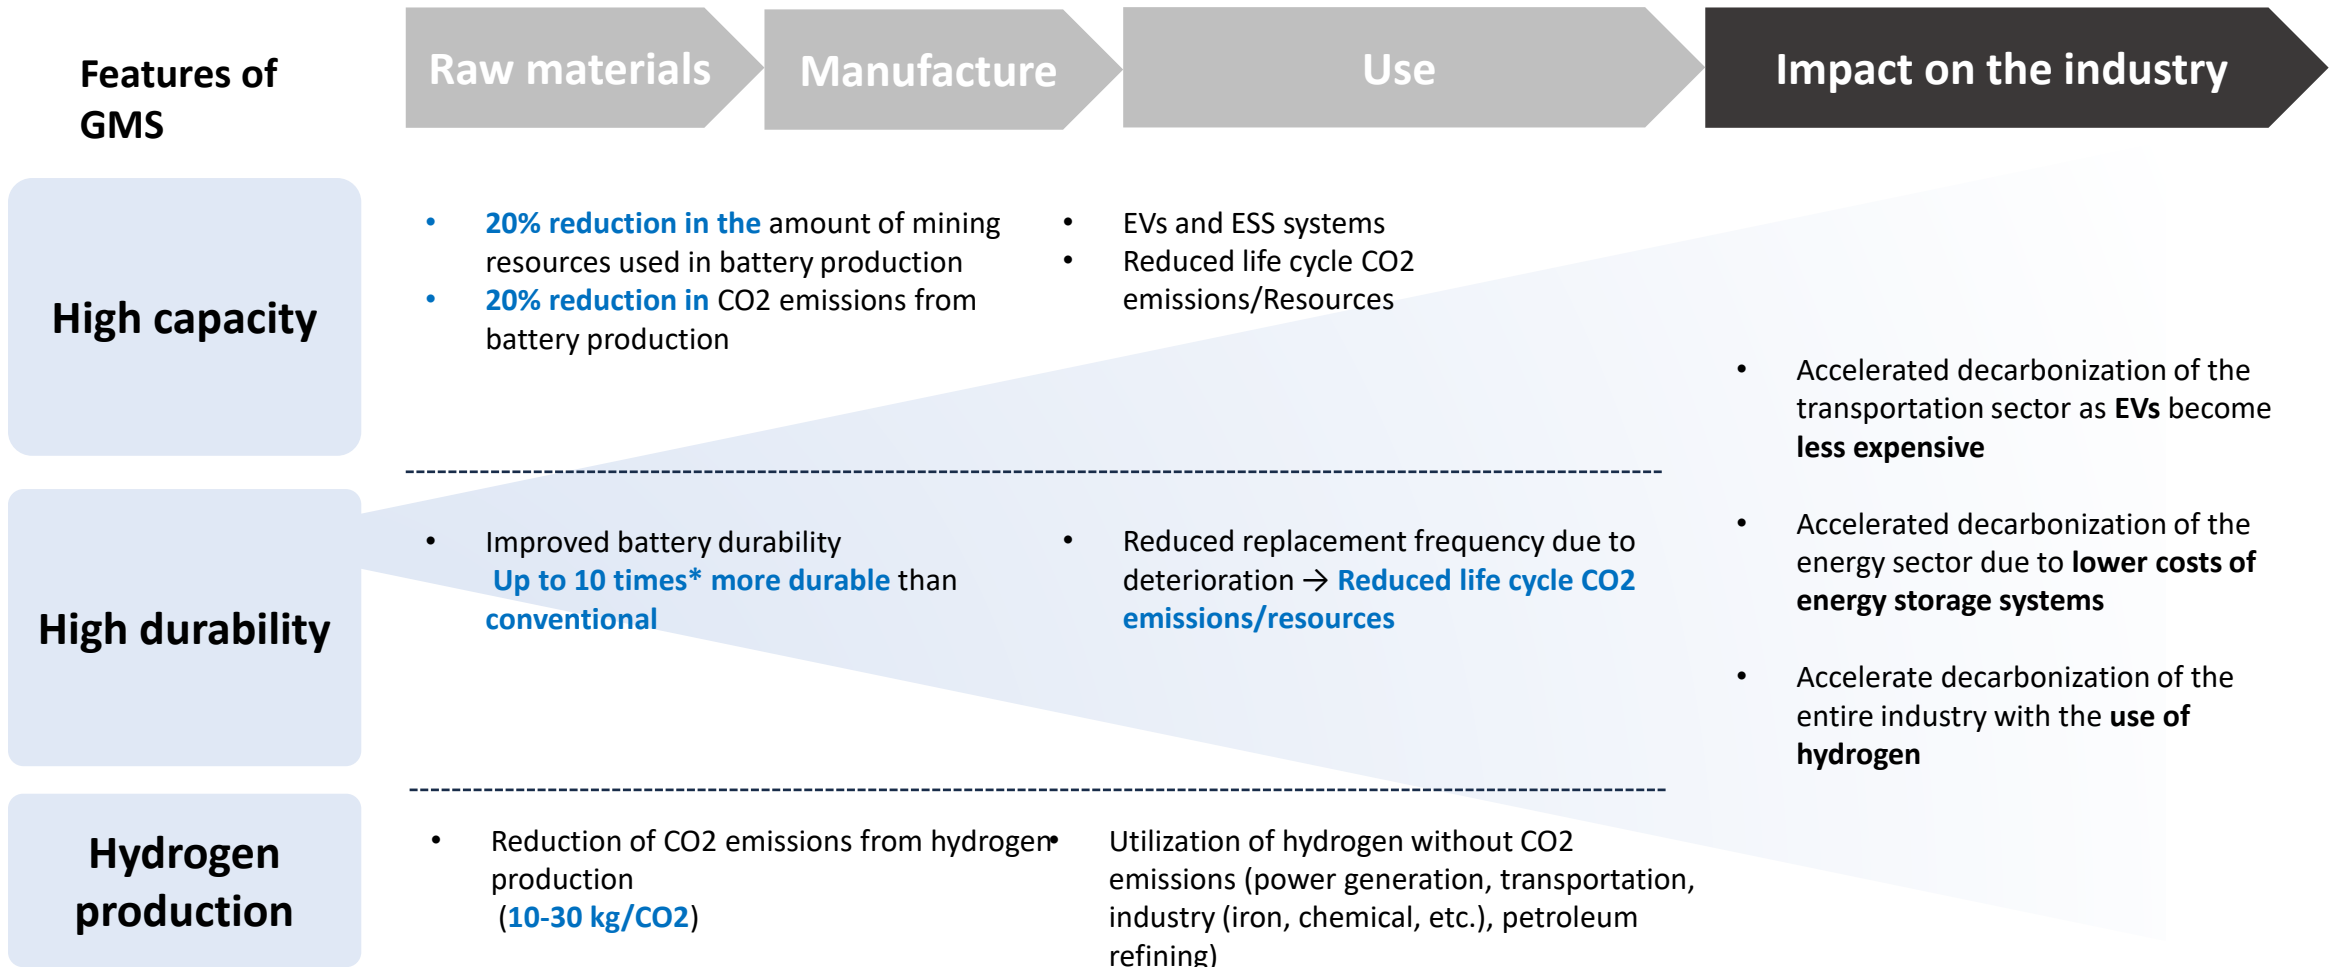 Features of
GMS
Raw materials
Manufacture
Use
Impact on the industry
High capacity
• 20% reduction in the amount of mining
resources used in battery production
• 20% reduction in CO2 emissions from
battery production
• EVs and ESS systems
• Reduced life cycle CO2
emissions/Resources
High durability
• Improved battery durability
Up to 10 times* more durable than
conventional
• Reduced replacement frequency due to
deterioration → Reduced life cycle CO2
emissions/resources
Hydrogen
production
• Reduction of CO2 emissions from hydrogen
production
(10-30 kg/CO2)
• Utilization of hydrogen without CO2
emissions (power generation, transportation,
industry (iron, chemical, etc.), petroleum
refining)
• Accelerated decarbonization of the
transportation sector as EVs become
less expensive
• Accelerated decarbonization of the
energy sector due to lower costs of
energy storage systems
• Accelerate decarbonization of the
entire industry with the use of
hydrogen